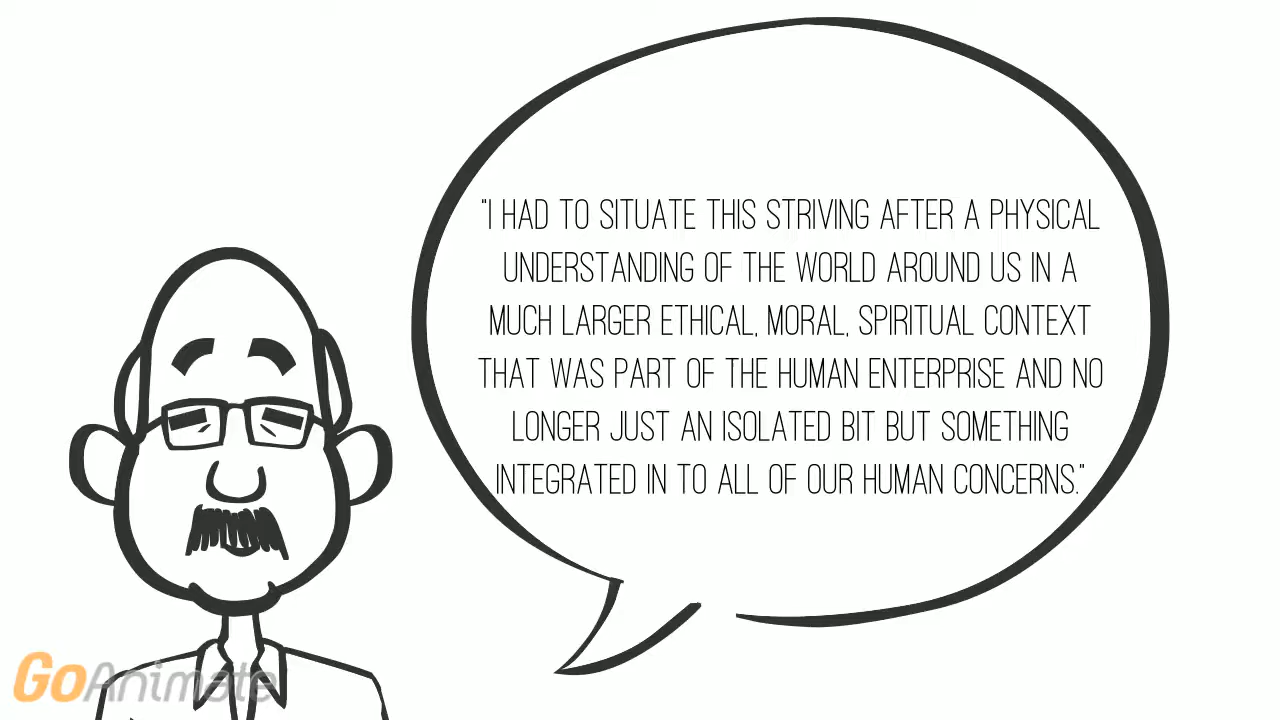 "I HAD TO SITUATE THIS STRIVING AFTER A PHYSICAL
UNDERSTANDING OF THE WORLD AROUND US IN A
MUCH LARGER ETHICAL, MORAL, SPIRITUAL CONTEXT
THAT WAS PART OF THE HUMAN ENTERPRISE AND NO
LONGER JUST AN ISOLATED BIT BUT SOMETHING
INTEGRATED IN TO ALL OF OUR HUMAN CONCERNS."
GoAnimate